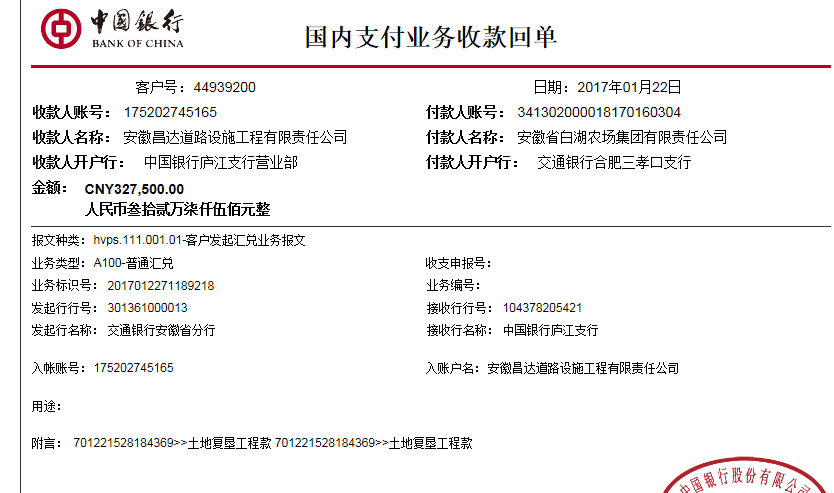 中国银行
BANK OF CHINA
国内支付业务收款回单
客户号：44939200 日期：2017年01月22日
收款人账号：175202745165 付款人账号：341302000018170160304
收款人名称：安徽昌达道路设施工程有限责任公司 付款人名称：安徽省白湖农场集团有限责任公司
收款人开户行：中国银行庐江支行营业部 付款人开户行：交通银行合肥三孝口支行
金额：CNY327,500.00
人民币叁拾贰万柒仟伍佰元整
报文种类：hvps.111.001.01-客户发起汇兑业务报文
业务类型：A100-普通汇兑 收支申报号：
业务标识号：2017012271189218 业务编号：
发起行行号：301361000013 接收行行号：104378205421
发起行名称：交通银行安徽省分行 接收行名称：中国银行庐江支行
入帐账号：175202745165 入账户名：安徽昌达道路设施工程有限责任公司
用途：
附言：701221528184369>>土地复垦工程款 701221528184369>>土地复垦工程款
中国银行股份有限公司